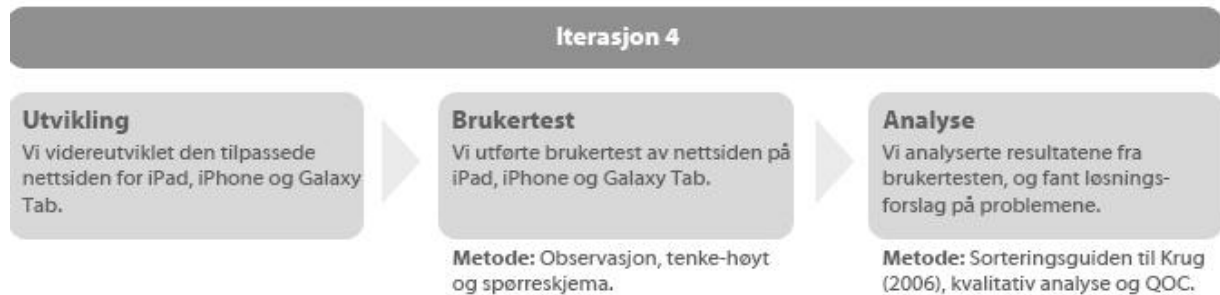 Iterasjon 4
Utvikling
Vi videreutviklet den tilpassede
nettsiden for iPad, iPhone og Galaxy
Tab.
Brukertest
Vi utførte brukertest av nettsiden på
iPad, iPhone og Galaxy Tab.
Metode: Observasjon, tenke-høyt
og spørreskjema.
Analyse
Vi analyserte resultatene fra
brukertesten, og fant løsnings-
forslag på problemene.
Metode: Sorteringsguiden til Krug
(2006), kvalitativ analyse og QOC.